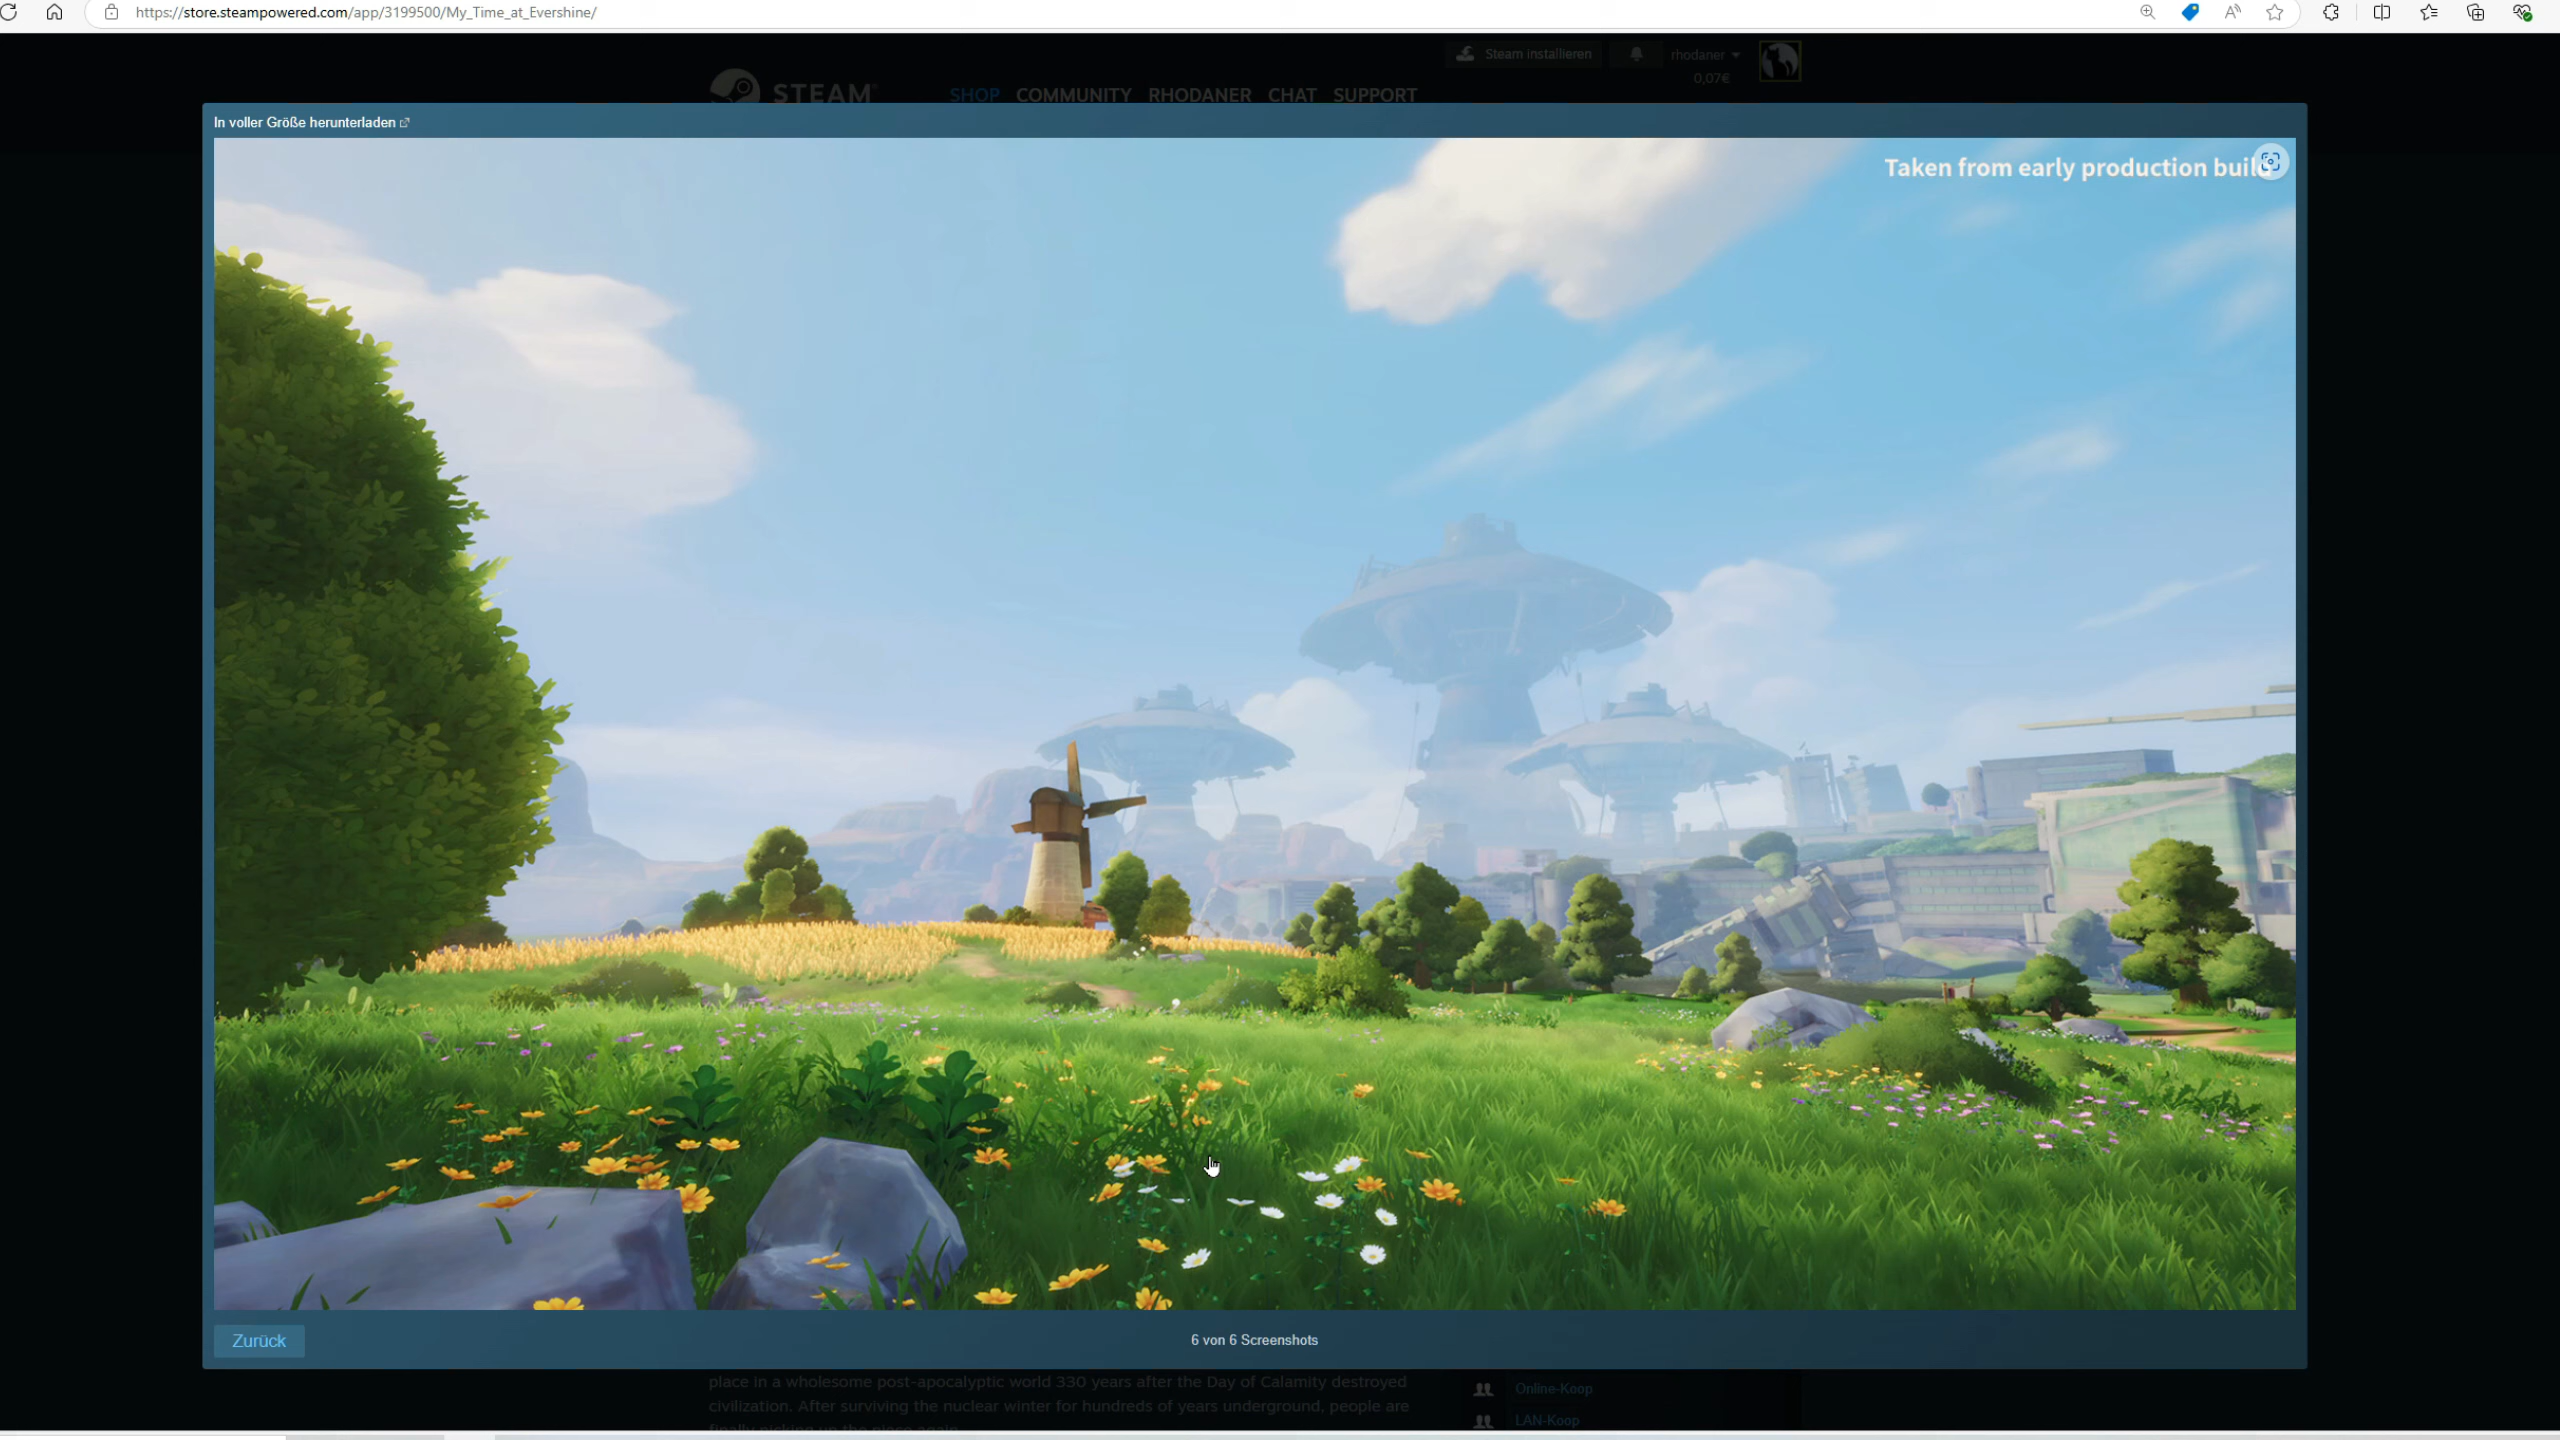 https://store.steampowered.com/app/3199500/My_Time_at_Evershine/
Steam installieren
rhodaner
0,07€
STEAM
SHOP COMMUNITY RHODANER CHAT SUPPORT
In voller Größe herunterladen
Taken from early production build
Zurück
6 von 6 Screenshots
place in a wholesome post-apocalyptic world 330 years after the Day of Calamity destroyed
civilization. After surviving the nuclear winter for hundreds of years underground, people are
Online-Koop
LAN-Koop